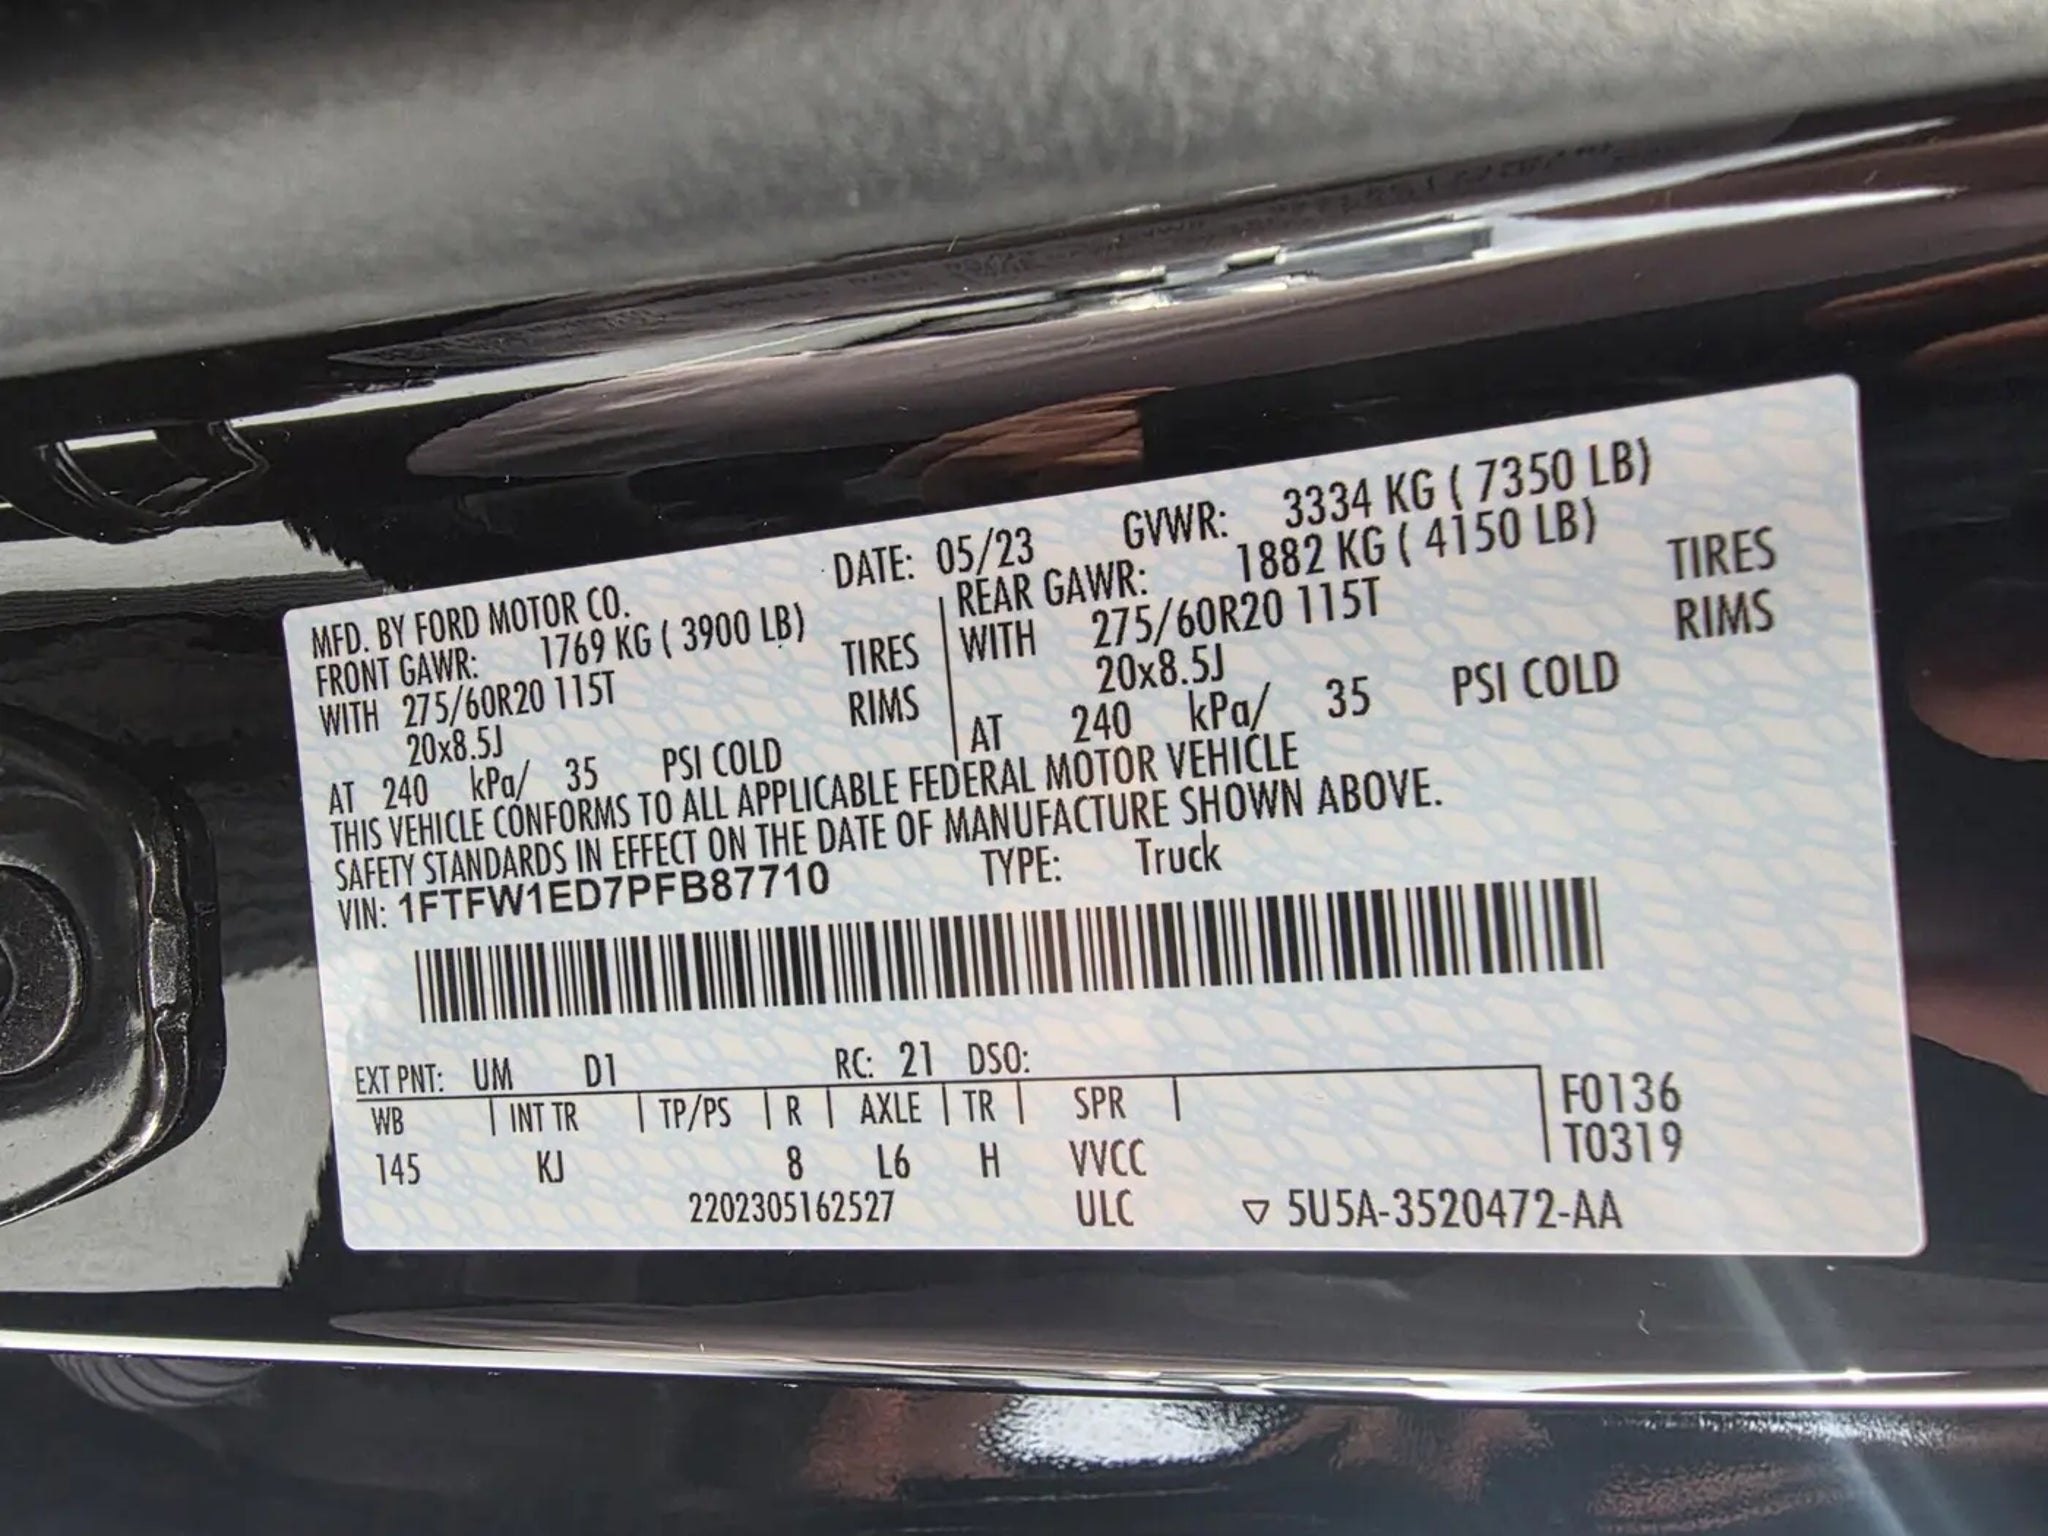 MFD. BY FORD MOTOR CO. DATE: 05/23 GVWR: 3334 KG ( 7350 LB)
FRONT GAWR: 1769 KG ( 3900 LB) REAR GAWR: 1882 KG ( 4150 LB)
WITH 275/60R20 115T TIRES WITH 275/60R20 115T TIRES
20x8.5J RIMS 20x8.5J RIMS
AT 240 kPa/ 35 PSI COLD AT 240 kPa/ 35 PSI COLD
THIS VEHICLE CONFORMS TO ALL APPLICABLE FEDERAL MOTOR VEHICLE
SAFETY STANDARDS IN EFFECT ON THE DATE OF MANUFACTURE SHOWN ABOVE.
VIN: 1FTFW1ED7PFB87710 TYPE: Truck
EXT PNT: UM D1 RC: 21 DSO:
WB INT TR TP/PS R AXLE TR SPR F0136
145 KJ 8 L6 H VVCC T0319
2202305162527 ULC ▽ 5U5A-3520472-AA